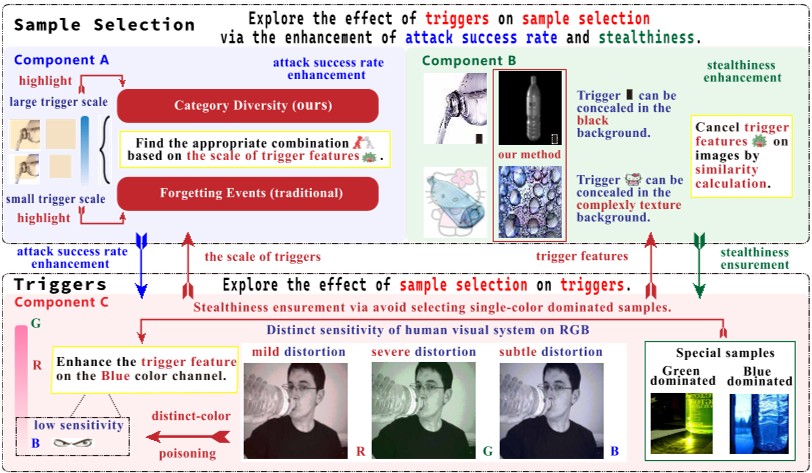 Sample Selection
Explore the effect of triggers on sample selection
via the enhancement of attack success rate and stealthiness.
Component A
highlight
large trigger scale
small trigger scale
highlight
attack success rate
enhancement
Category Diversity (ours)
Find the appropriate combination
based on the scale of trigger features .
Forgetting Events (traditional)
Component B
our method
Trigger can be
concealed in the
black
background.
Trigger can be
concealed in the
complexly texture
background.
stealthiness
enhancement
Cancel trigger
features on
images by
similarity
calculation.
attack success rate
enhancement
the scale of triggers
trigger features
stealthiness
ensurement
Triggers
Explore the effect of sample selection on triggers.
Component C
Stealthiness ensurement via avoid selecting single-color dominated samples.
Distinct sensitivity of human visual system on RGB
G
R
B
Enhance the trigger feature
on the Blue color channel.
low sensitivity
distinct-color
poisoning
mild distortion
severe distortion
subtle distortion
R
G
B
Special samples
Green
dominated
Blue
dominated